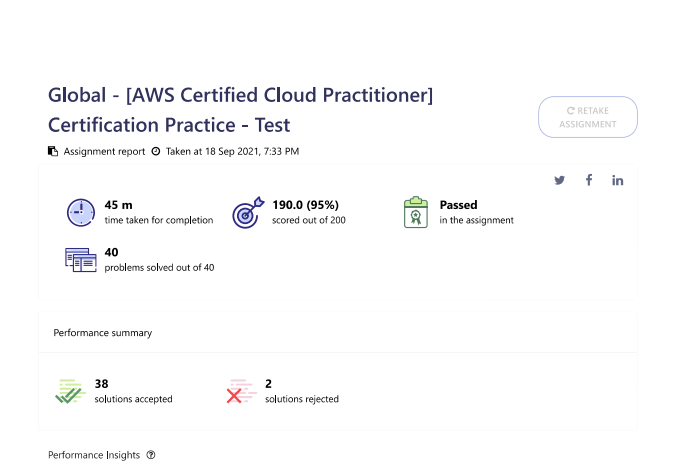 Global - [AWS Certified Cloud Practitioner]
Certification Practice - Test
RETAKE
ASSIGNMENT
Assignment report Taken at 18 Sep 2021, 7:33 PM
45 m
time taken for completion
190.0 (95%)
scored out of 200
Passed
in the assignment
40
problems solved out of 40
Performance summary
38
solutions accepted
2
solutions rejected
Performance Insights